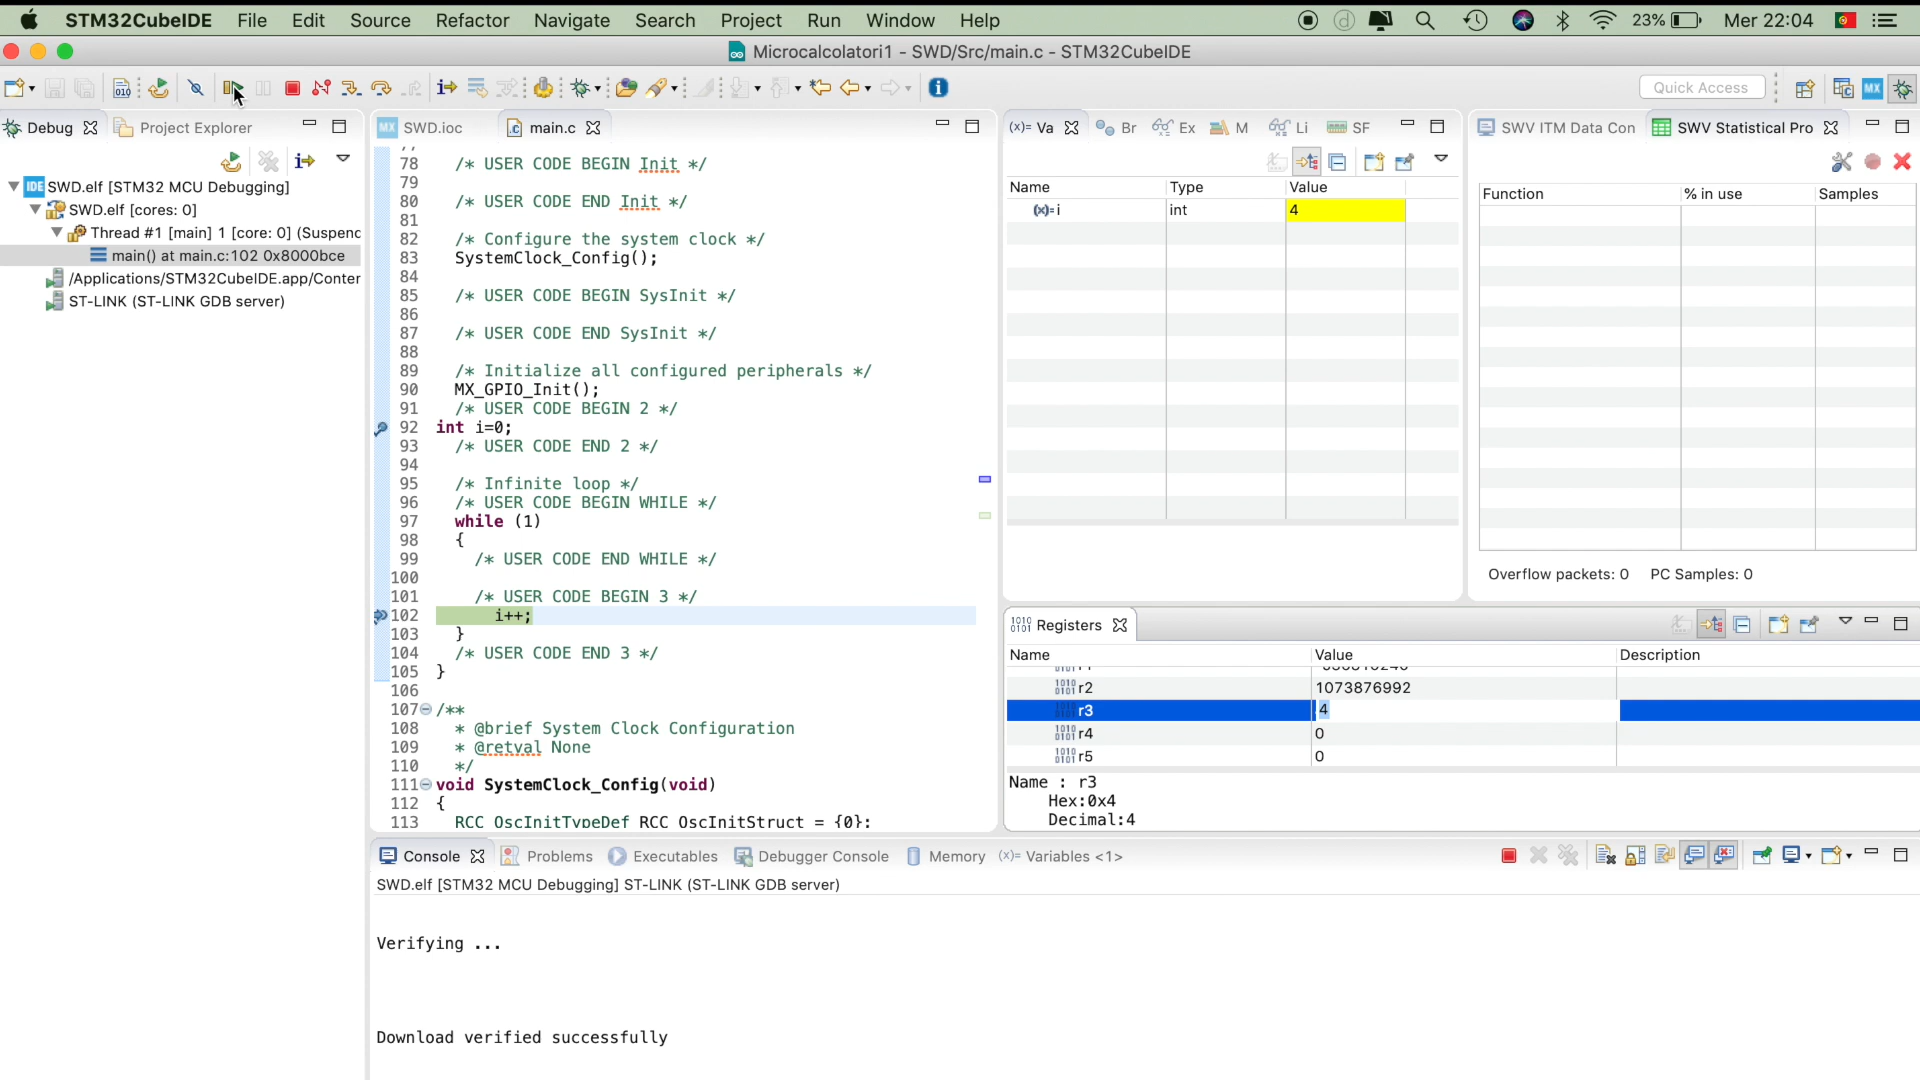 STM32CubeIDE File Edit Source Refactor Navigate Search Project Run Window Help 23% Mer 22:04
Microcalcolatori1 - SWD/Src/main.c - STM32CubeIDE
Quick Access
Debug Project Explorer
SWD.elf [STM32 MCU Debugging]
SWD.elf [cores: 0]
Thread #1 [main] 1 [core: 0] (Suspenc
main() at main.c:102 0x8000bce
/Applications/STM32CubeIDE.app/Conter
ST-LINK (ST-LINK GDB server)
SWD.ioc main.c
77
78 /* USER CODE BEGIN Init */
79
80 /* USER CODE END Init */
81
82 /* Configure the system clock */
83 SystemClock_Config();
84
85 /* USER CODE BEGIN SysInit */
86
87 /* USER CODE END SysInit */
88
89 /* Initialize all configured peripherals */
90 MX_GPIO_Init();
91 /* USER CODE BEGIN 2 */
92 int i=0;
93 /* USER CODE END 2 */
94
95 /* Infinite loop */
96 /* USER CODE BEGIN WHILE */
97 while (1)
98 {
99 /* USER CODE END WHILE */
100
101 /* USER CODE BEGIN 3 */
102 i++;
103 }
104 /* USER CODE END 3 */
105 }
106
107 /**
108 * @brief System Clock Configuration
109 * @retval None
110 */
111 void SystemClock_Config(void)
112 {
113 RCC_OscInitTypeDef RCC_OscInitStruct = {0};
(x)= Va Br Ex M Li SF
Name Type Value
(x)= i int 4
SWV ITM Data Con SWV Statistical Pro
Function % in use Samples
Overflow packets: 0 PC Samples: 0
Registers
Name Value Description
r2 1073876992
r3 4
r4 0
r5 0
Name : r3
Hex:0x4
Decimal:4
Console Problems Executables Debugger Console Memory (x)= Variables <1>
SWD.elf [STM32 MCU Debugging] ST-LINK (ST-LINK GDB server)
Verifying ...
Download verified successfully